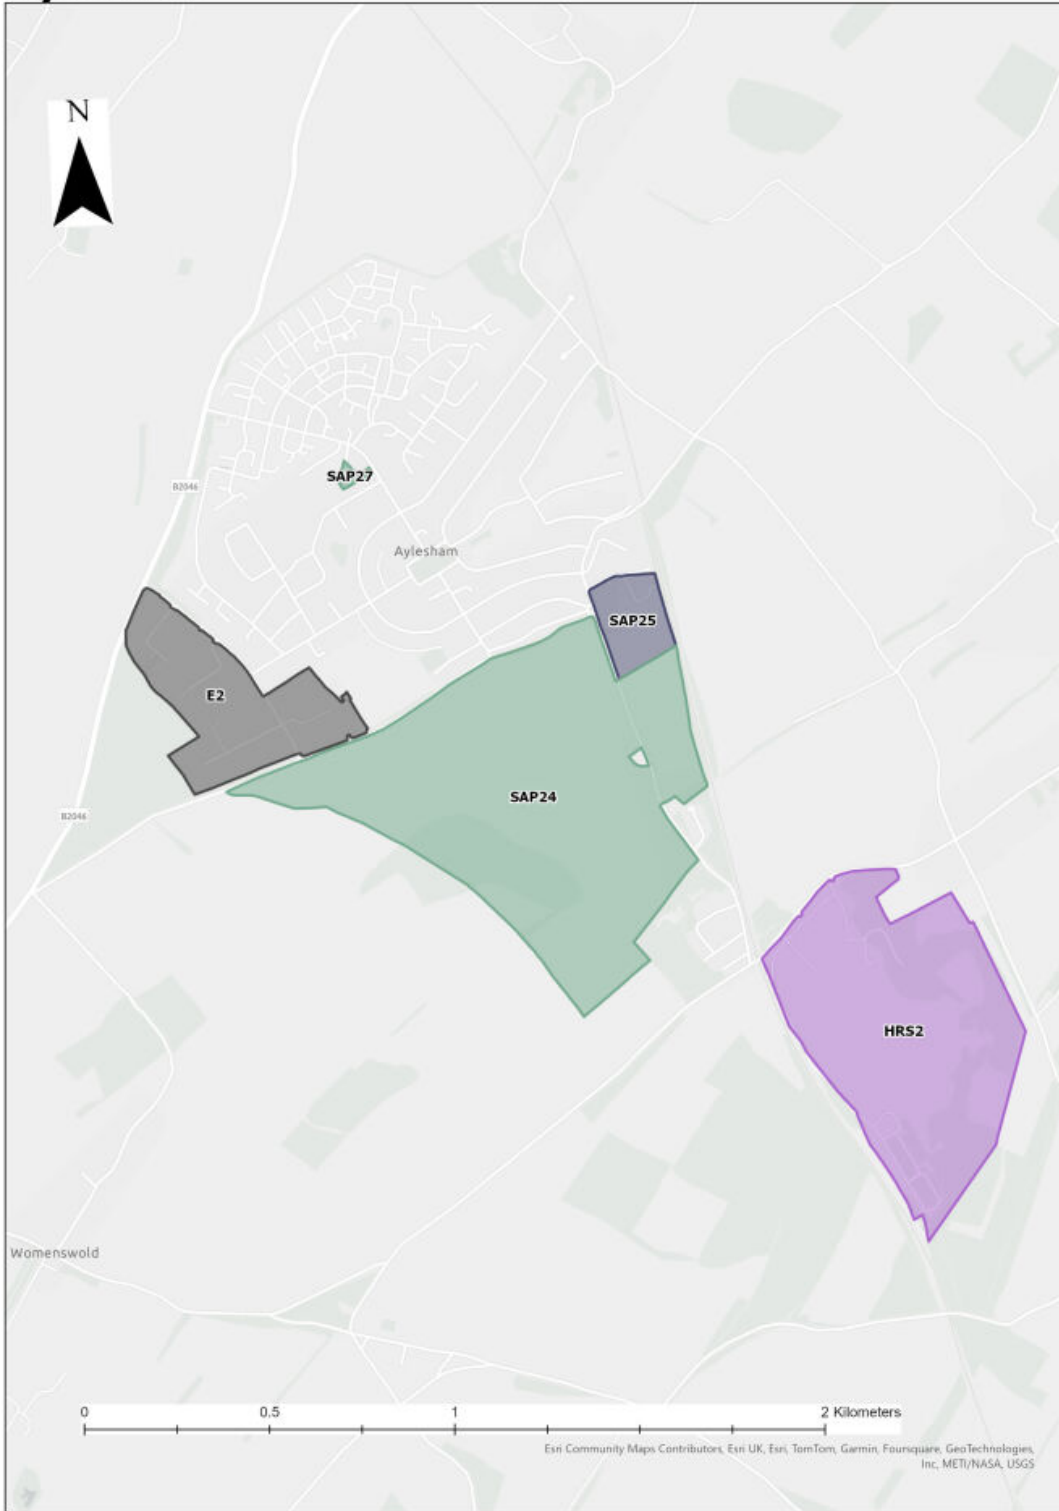 N
SAP27
B2046
Aylesham
SAP25
E2
SAP24
B2046
HRS2
Womenswold
0 0.5 1 2 Kilometers
Esri Community Maps Contributors, Esri UK, Esri, TomTom, Garmin, Foursquare, GeoTechnologies,
Inc, METI/NASA, USGS